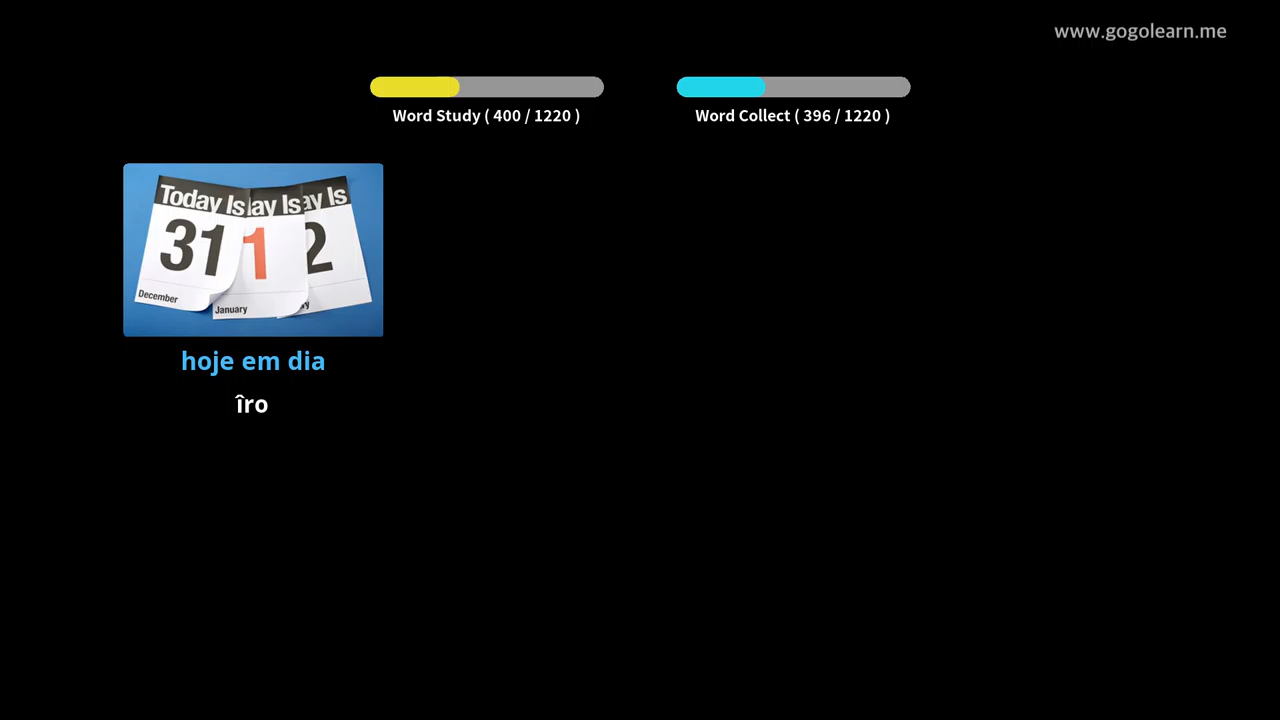 www.gogolearn.me
Word Study ( 400 / 1220 )
Word Collect ( 396 / 1220 )
Today Is
ay Is
ay Is
31
1
2
December
January
ry
hoje em dia
îro